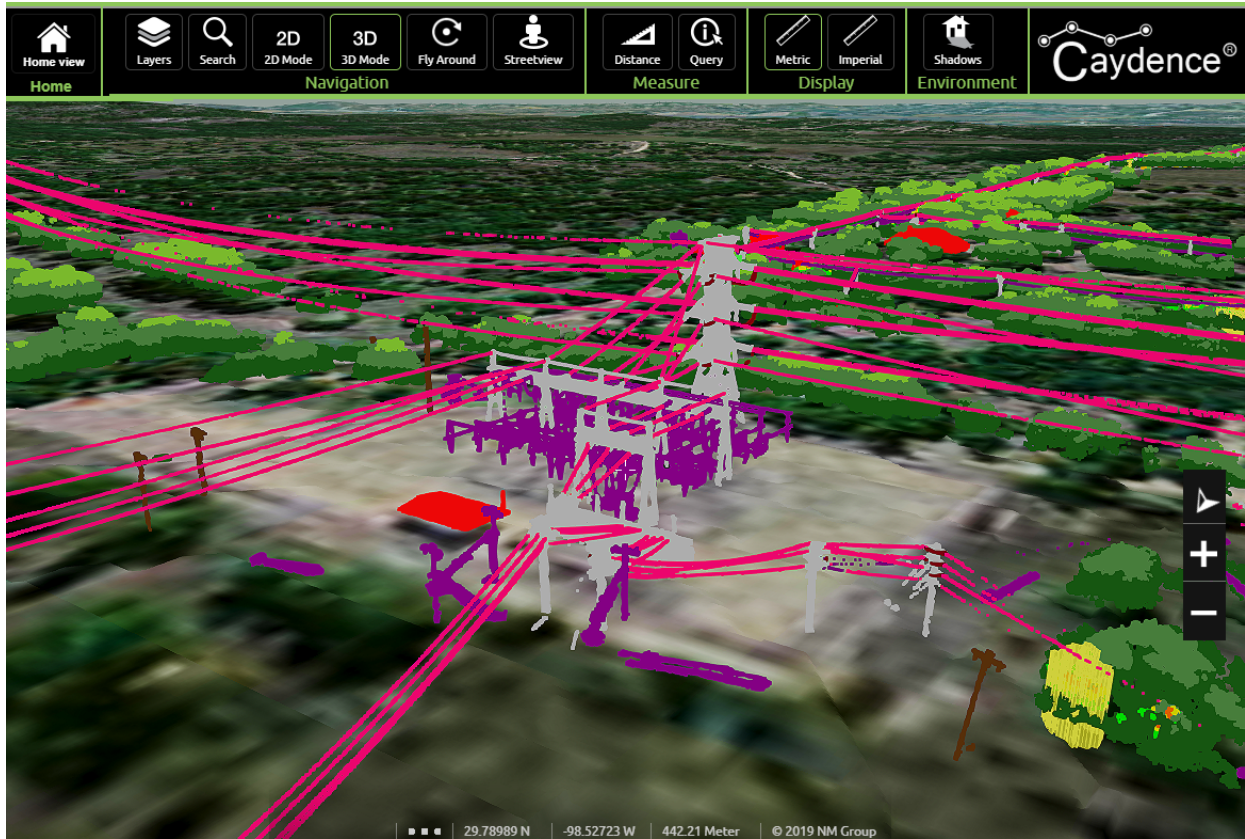 Home view
Home
Layers
Search
2D
2D Mode
3D
3D Mode
Fly Around
Streetview
Navigation
Distance
Query
Measure
Metric
Imperial
Display
Shadows
Environment
Caydence®
29.78989 N
-98.52723 W
442.21 Meter
© 2019 NM Group